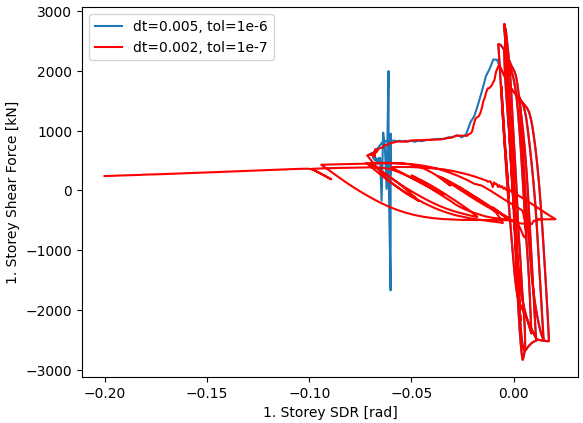 dt=0.005, tol=1e-6
dt=0.002, tol=1e-7
3000
2000
1000
0
−1000
−2000
−3000
1. Storey Shear Force [kN]
−0.20 −0.15 −0.10 −0.05 0.00
1. Storey SDR [rad]